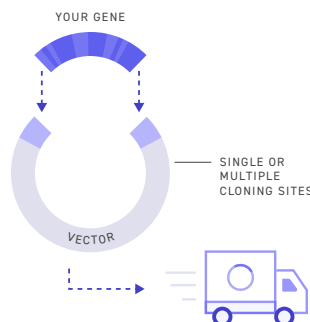 YOUR GENE
SINGLE OR
MULTIPLE
CLONING SITES
VECTOR